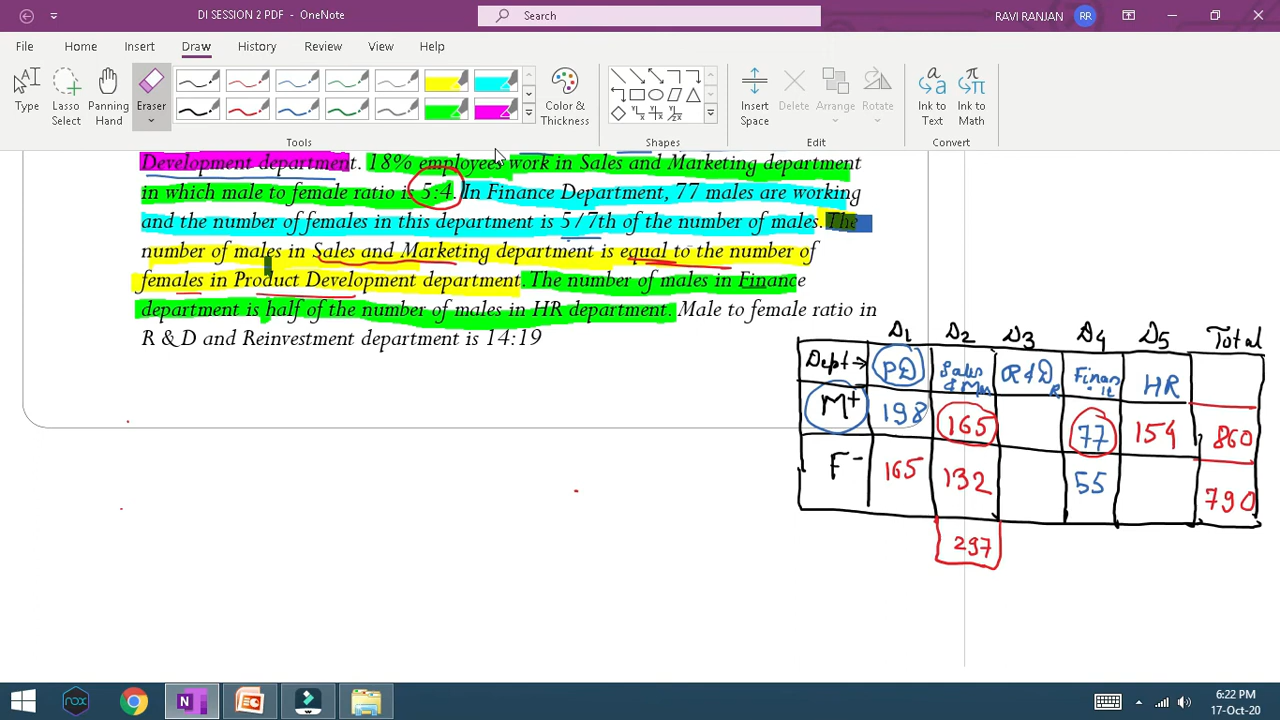 DI SESSION 2 PDF - OneNote
Search
RAVI RANJAN RR
File Home Insert Draw History Review View Help
Type Lasso Select Panning Hand Eraser
Color & Thickness
Insert Space Delete Arrange Rotate
Ink to Text Ink to Math
Tools Shapes Edit Convert
Development department. 18% employees work in Sales and Marketing department
in which male to female ratio is 5:4. In Finance Department, 77 males are working
and the number of females in this department is 5/7th of the number of males. The
number of males in Sales and Marketing department is equal to the number of
females in Product Development department. The number of males in Finance
department is half of the number of males in HR department. Male to female ratio in
R & D and Reinvestment department is 14:19
D1 D2 D3 D4 D5 Total
Dept→ PD Sales & Mm R&D R Finan HR
M+ 198 165 77 154 860
F- 165 132 55 790
297
6:22 PM
17-Oct-20